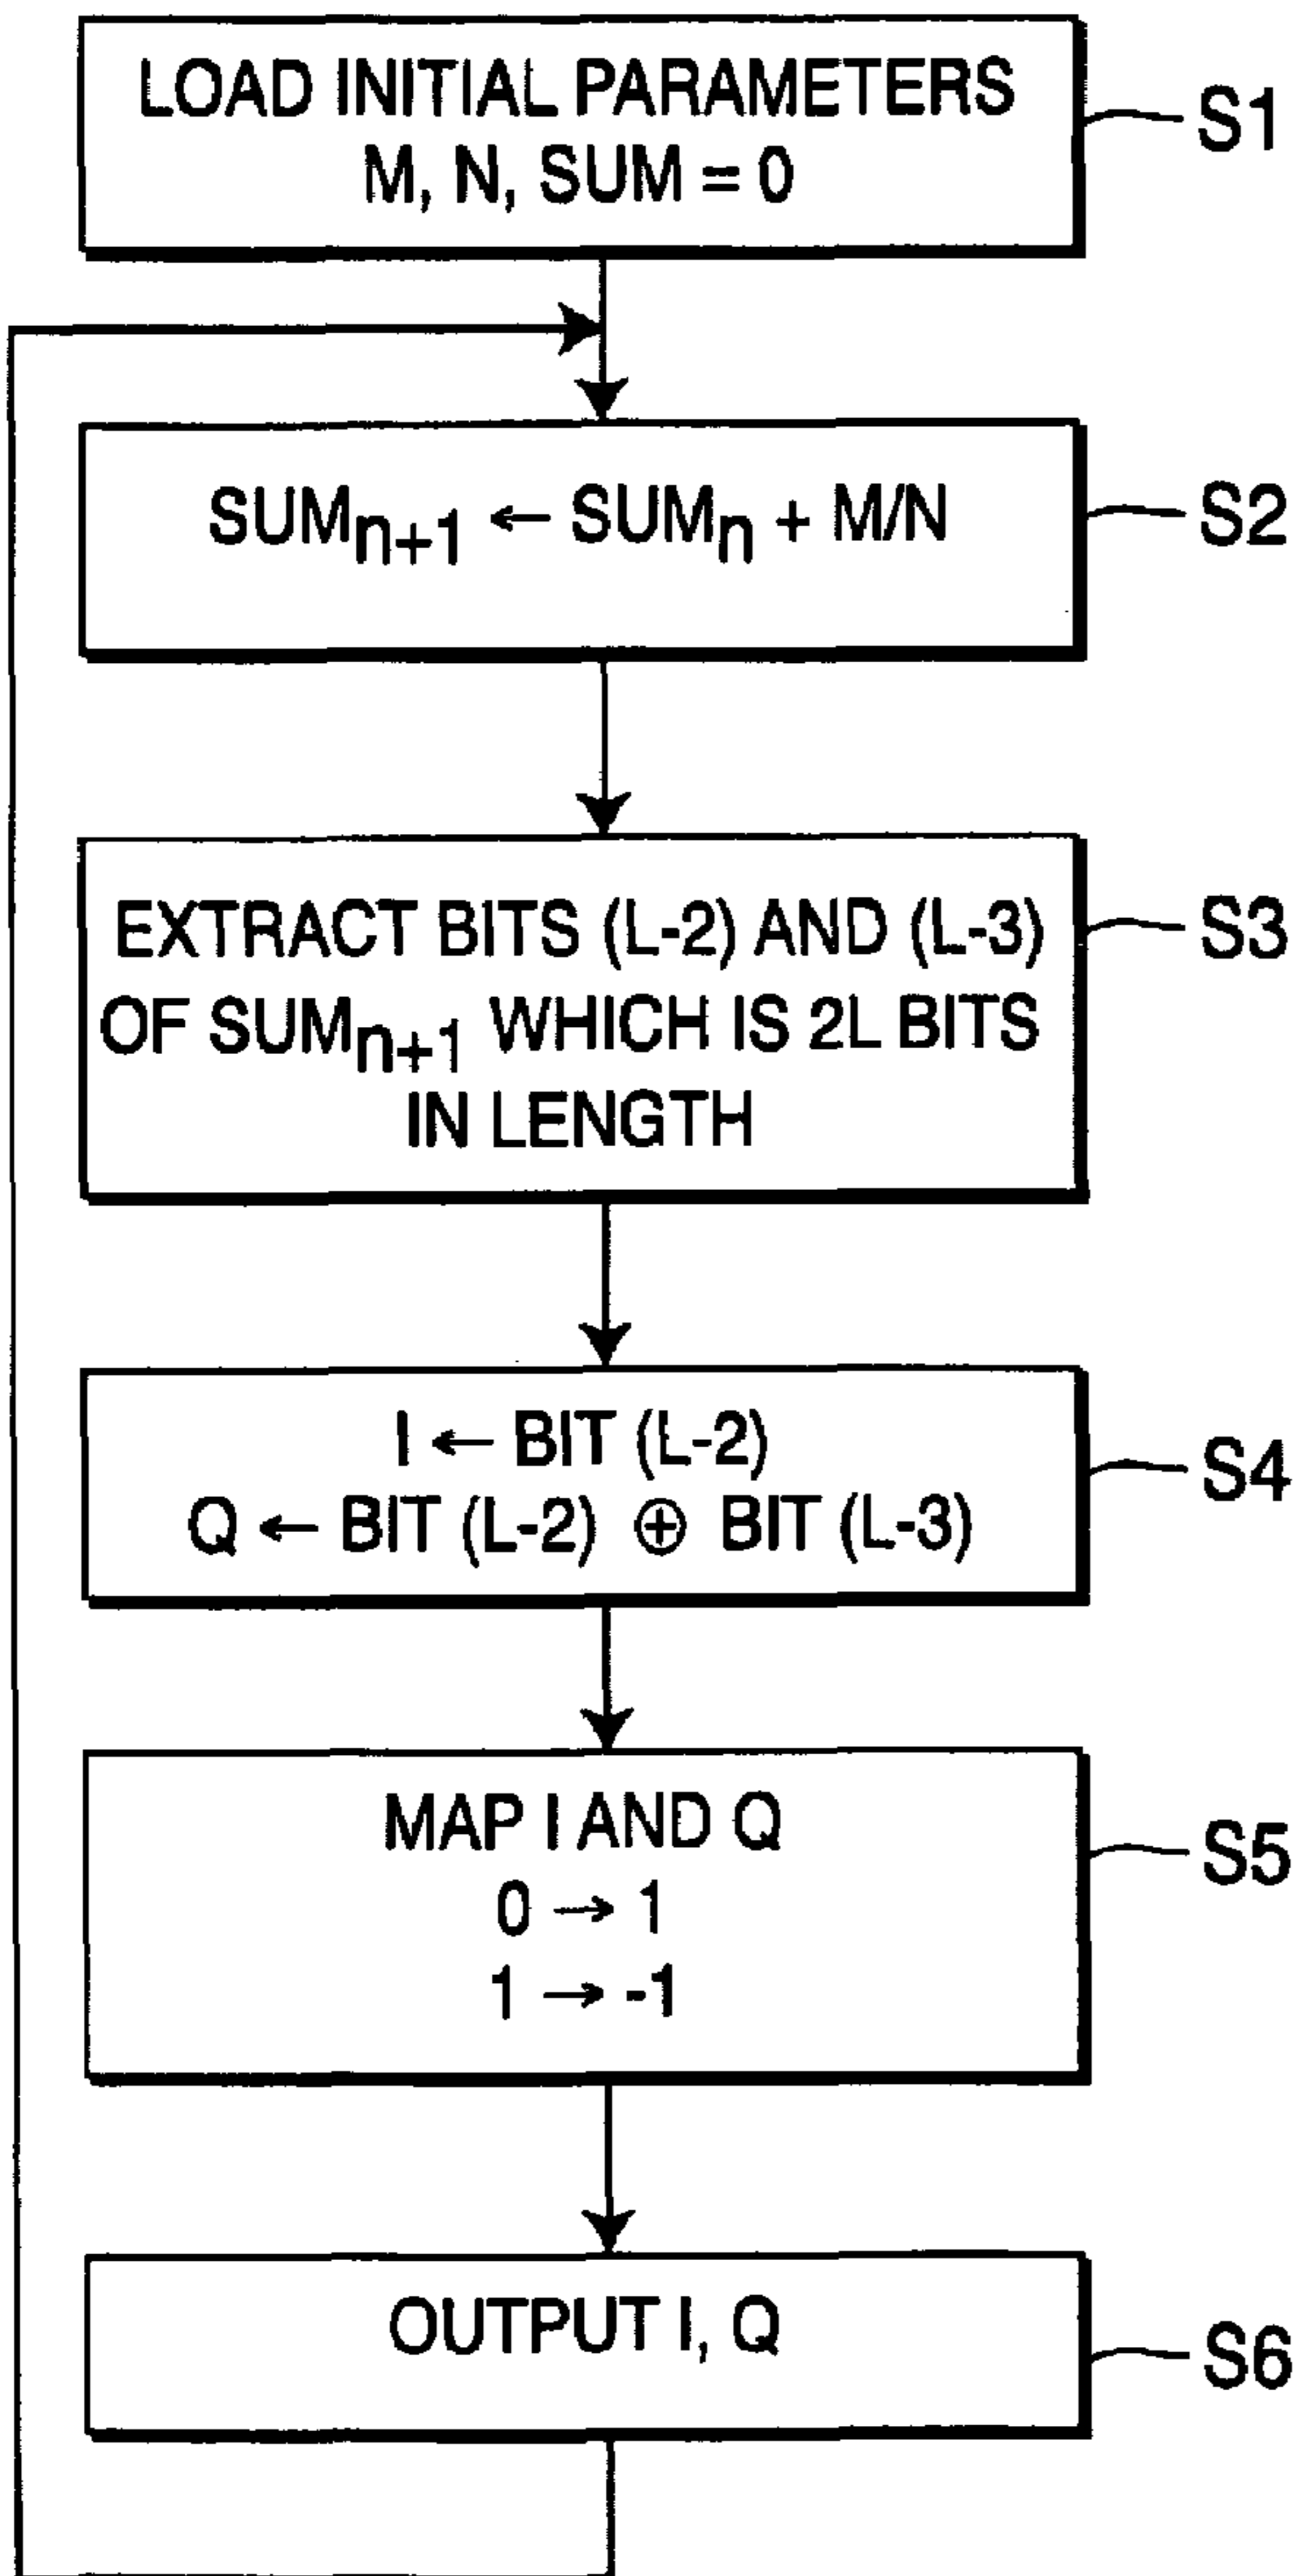 LOAD INITIAL PARAMETERS
M, N, SUM = 0
S1
SUMn+1 ← SUMn + M/N
S2
EXTRACT BITS (L-2) AND (L-3)
OF SUMn+1 WHICH IS 2L BITS
IN LENGTH
S3
I ← BIT (L-2)
Q ← BIT (L-2) ⊕ BIT (L-3)
S4
MAP I AND Q
0 → 1
1 → -1
S5
OUTPUT I, Q
S6